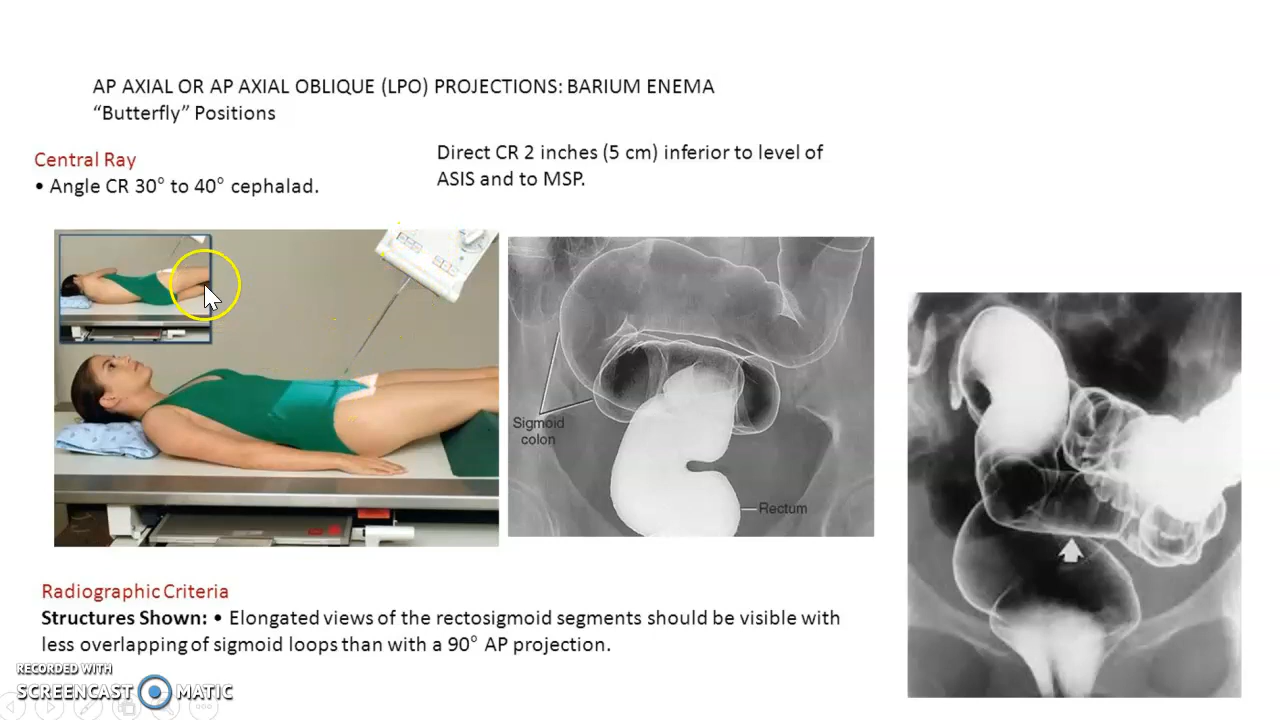 AP AXIAL OR AP AXIAL OBLIQUE (LPO) PROJECTIONS: BARIUM ENEMA
“Butterfly” Positions
Central Ray
• Angle CR 30° to 40° cephalad.
Direct CR 2 inches (5 cm) inferior to level of
ASIS and to MSP.
Sigmoid
colon
Rectum
Radiographic Criteria
Structures Shown: • Elongated views of the rectosigmoid segments should be visible with
less overlapping of sigmoid loops than with a 90° AP projection.
RECORDED WITH
SCREENCAST MATIC